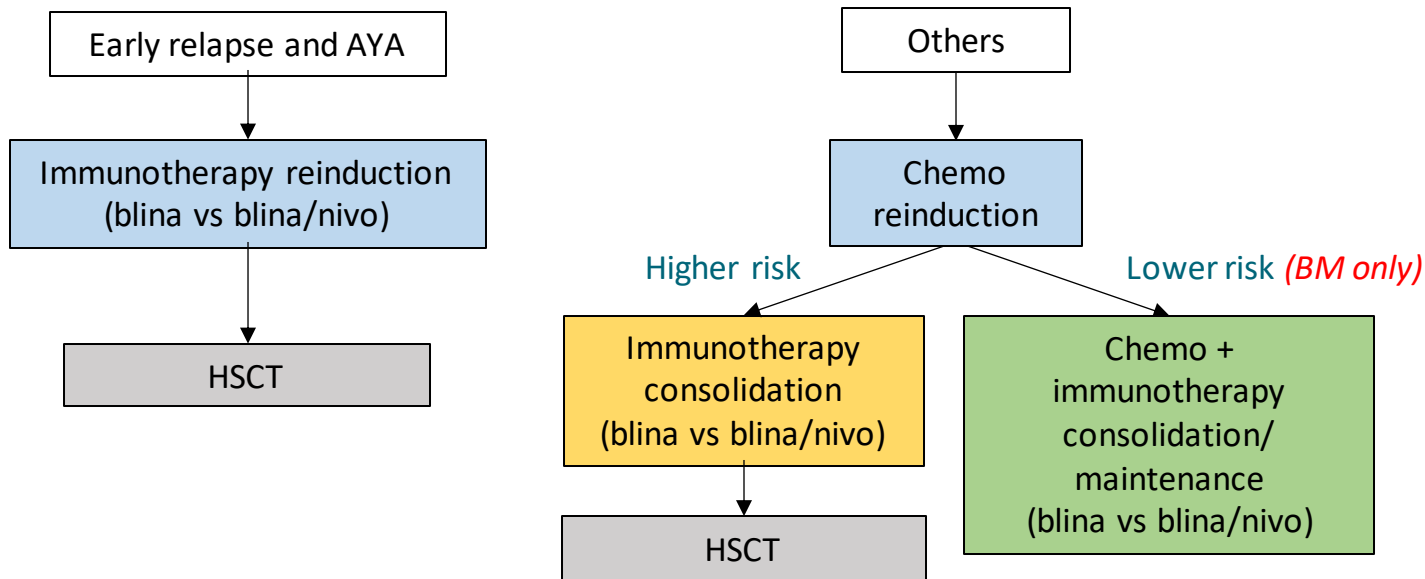 Early relapse and AYA
Immunotherapy reinduction
(blina vs blina/nivo)
HSCT
Others
Chemo
reinduction
Higher risk
Lower risk (BM only)
Immunotherapy
consolidation
(blina vs blina/nivo)
HSCT
Chemo +
immunotherapy
consolidation/
maintenance
(blina vs blina/nivo)